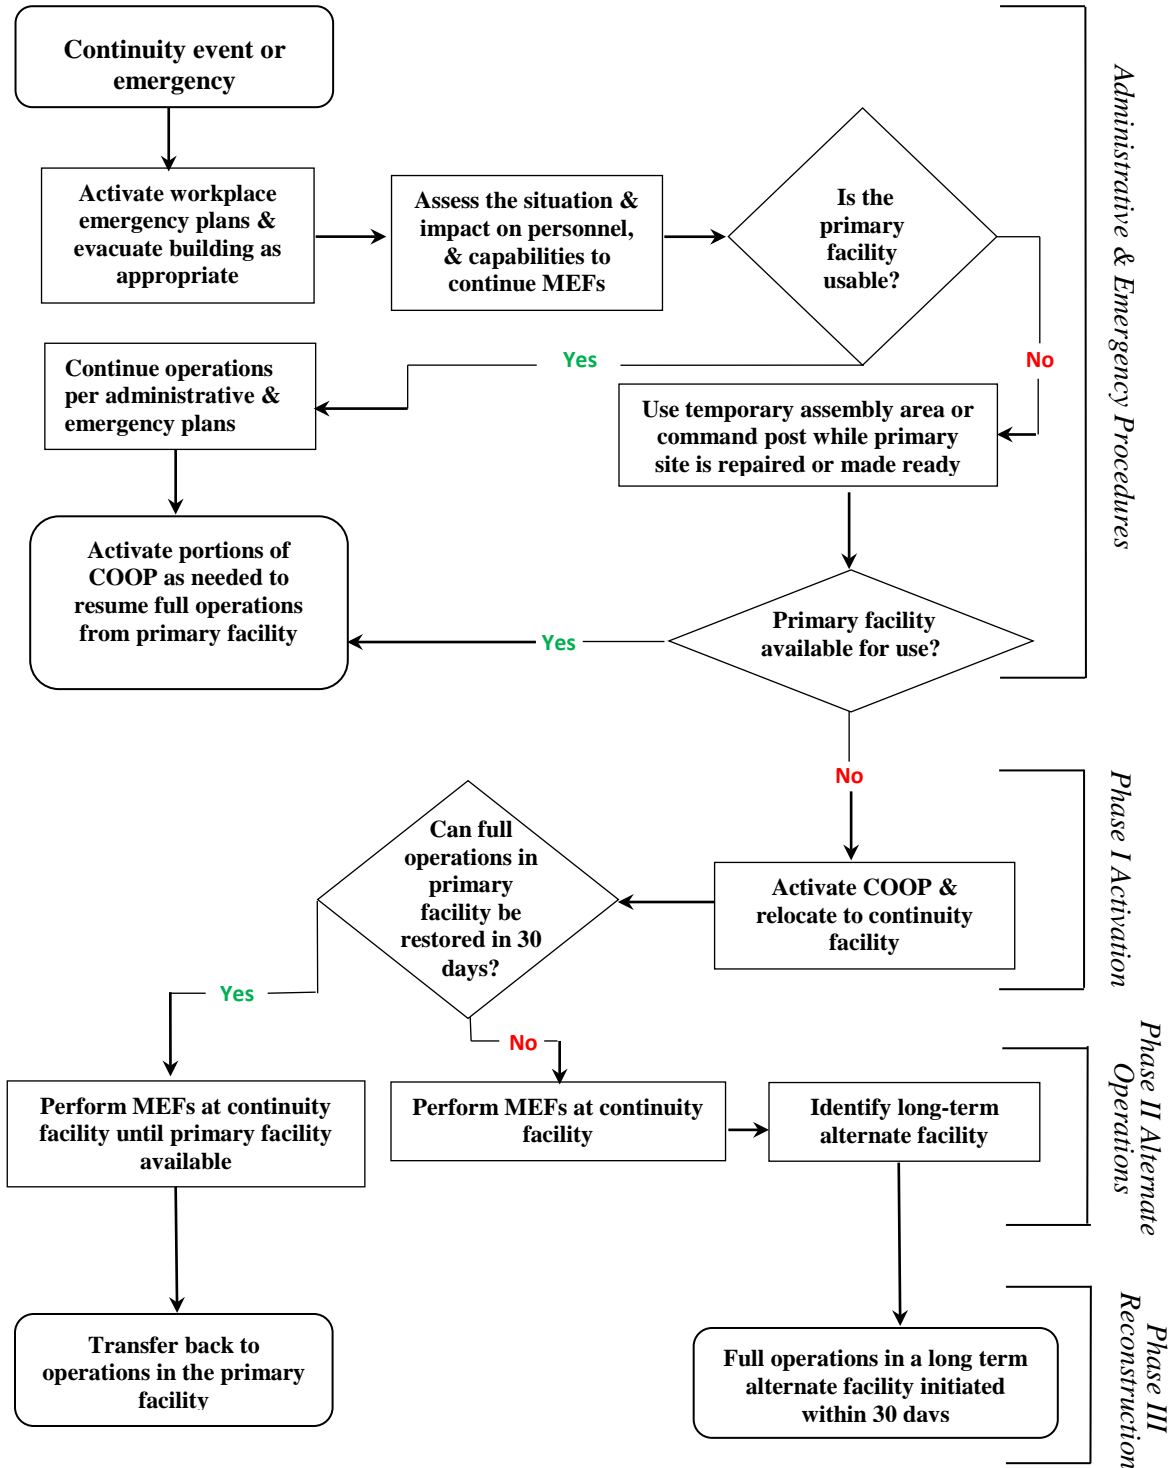 Continuity event or
emergency
Activate workplace
emergency plans &
evacuate building as
appropriate
Assess the situation &
impact on personnel,
& capabilities to
continue MEFs
Is the
primary
facility
usable?
Yes
No
Continue operations
per administrative &
emergency plans
Use temporary assembly area or
command post while primary
site is repaired or made ready
Activate portions of
COOP as needed to
resume full operations
from primary facility
Yes
Primary facility
available for use?
Administrative & Emergency Procedures
No
Can full
operations in
primary
facility be
restored in 30
days?
Activate COOP &
relocate to continuity
facility
Phase I Activation
Yes
No
Perform MEFs at continuity
facility until primary facility
available
Perform MEFs at continuity
facility
Identify long-term
alternate facility
Phase II Alternate
Operations
Transfer back to
operations in the primary
facility
Full operations in a long term
alternate facility initiated
within 30 days
Phase III
Reconstruction